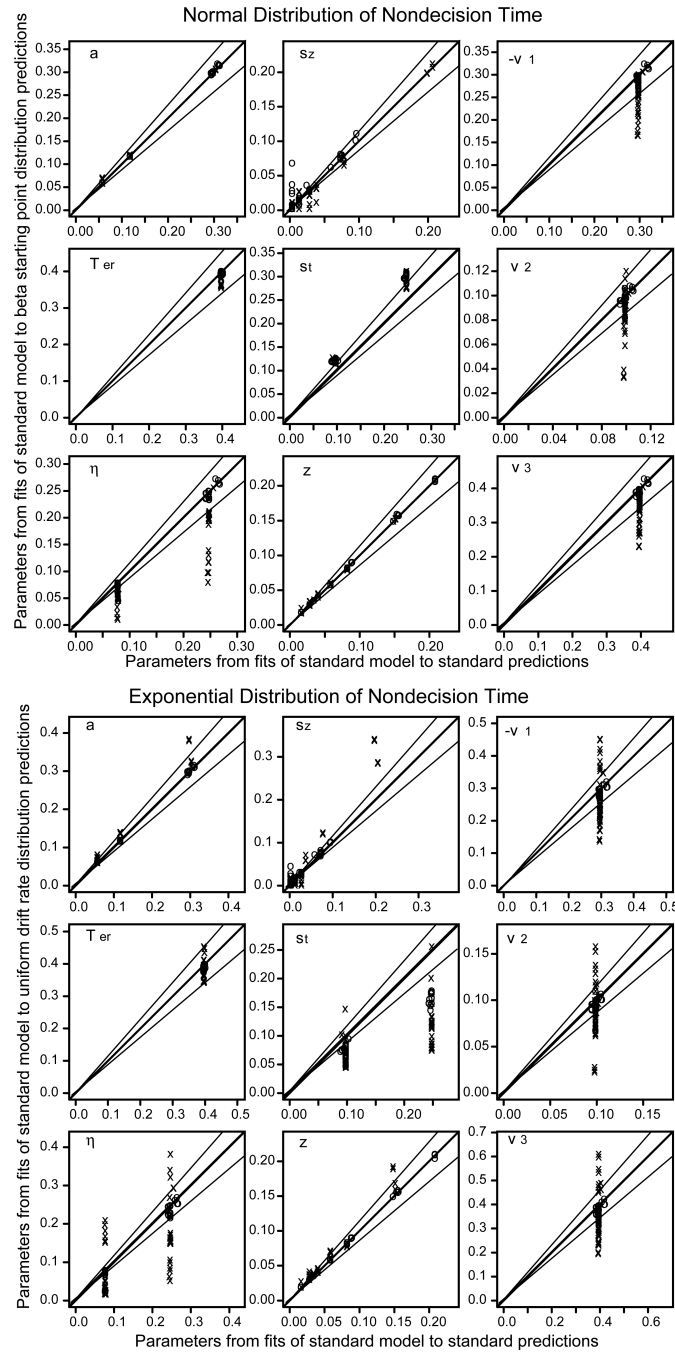 Normal Distribution of Nondecision Time
Parameters from fits of standard model to beta starting point distribution predictions
a
0.35
0.30
0.25
0.20
0.15
0.10
0.05
0.00
0.00 0.10 0.20 0.30
sz
0.20
0.15
0.10
0.05
0.00
0.00 0.10 0.20
-v 1
0.35
0.30
0.25
0.20
0.15
0.10
0.05
0.00
0.00 0.10 0.20 0.30
T er
0.4
0.3
0.2
0.1
0.0
0.0 0.1 0.2 0.3 0.4
st
0.35
0.30
0.25
0.20
0.15
0.10
0.05
0.00
0.00 0.10 0.20 0.30
v 2
0.12
0.10
0.08
0.06
0.04
0.02
0.00
0.00 0.04 0.08 0.12
η
0.30
0.25
0.20
0.15
0.10
0.05
0.00
0.00 0.10 0.20 0.30
z
0.20
0.15
0.10
0.05
0.00
0.00 0.10 0.20
v 3
0.4
0.3
0.2
0.1
0.0
0.0 0.1 0.2 0.3 0.4
Parameters from fits of standard model to standard predictions
Exponential Distribution of Nondecision Time
Parameters from fits of standard model to uniform drift rate distribution predictions
a
0.4
0.3
0.2
0.1
0.0
0.0 0.1 0.2 0.3 0.4
sz
0.3
0.2
0.1
0.0
0.0 0.1 0.2 0.3
-v 1
0.5
0.4
0.3
0.2
0.1
0.0
0.0 0.1 0.2 0.3 0.4 0.5
T er
0.5
0.4
0.3
0.2
0.1
0.0
0.0 0.1 0.2 0.3 0.4 0.5
st
0.25
0.20
0.15
0.10
0.05
0.00
0.00 0.10 0.20
v 2
0.15
0.10
0.05
0.00
0.00 0.05 0.10 0.15
η
0.4
0.3
0.2
0.1
0.0
0.0 0.1 0.2 0.3 0.4
z
0.20
0.15
0.10
0.05
0.00
0.00 0.05 0.10 0.15 0.20
v 3
0.7
0.6
0.5
0.4
0.3
0.2
0.1
0.0
0.0 0.2 0.4 0.6
Parameters from fits of standard model to standard predictions